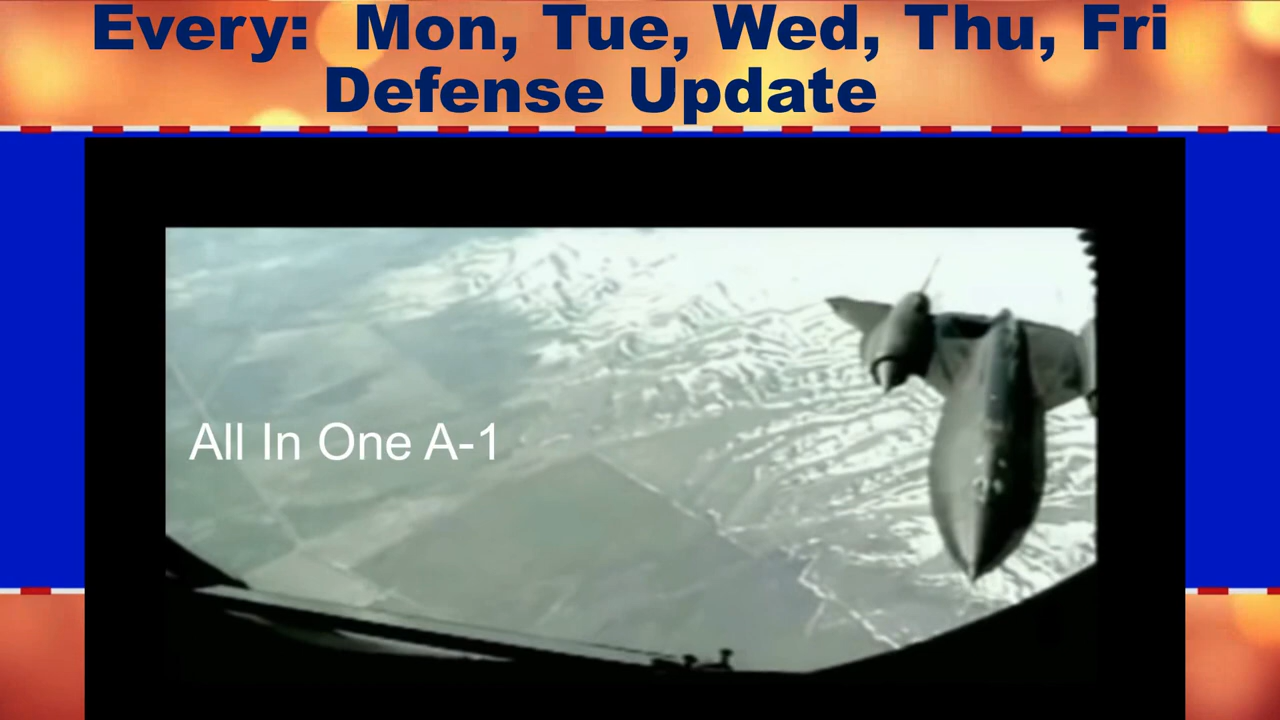 Every: Mon, Tue, Wed, Thu, Fri
Defense Update
All In One A-1